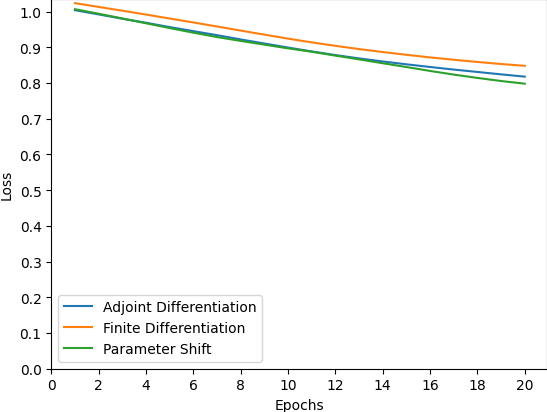 1.0
0.9
0.8
0.7
0.6
0.5
0.4
0.3
0.2
0.1
0.0
Loss
Adjoint Differentiation
Finite Differentiation
Parameter Shift
0 2 4 6 8 10 12 14 16 18 20
Epochs